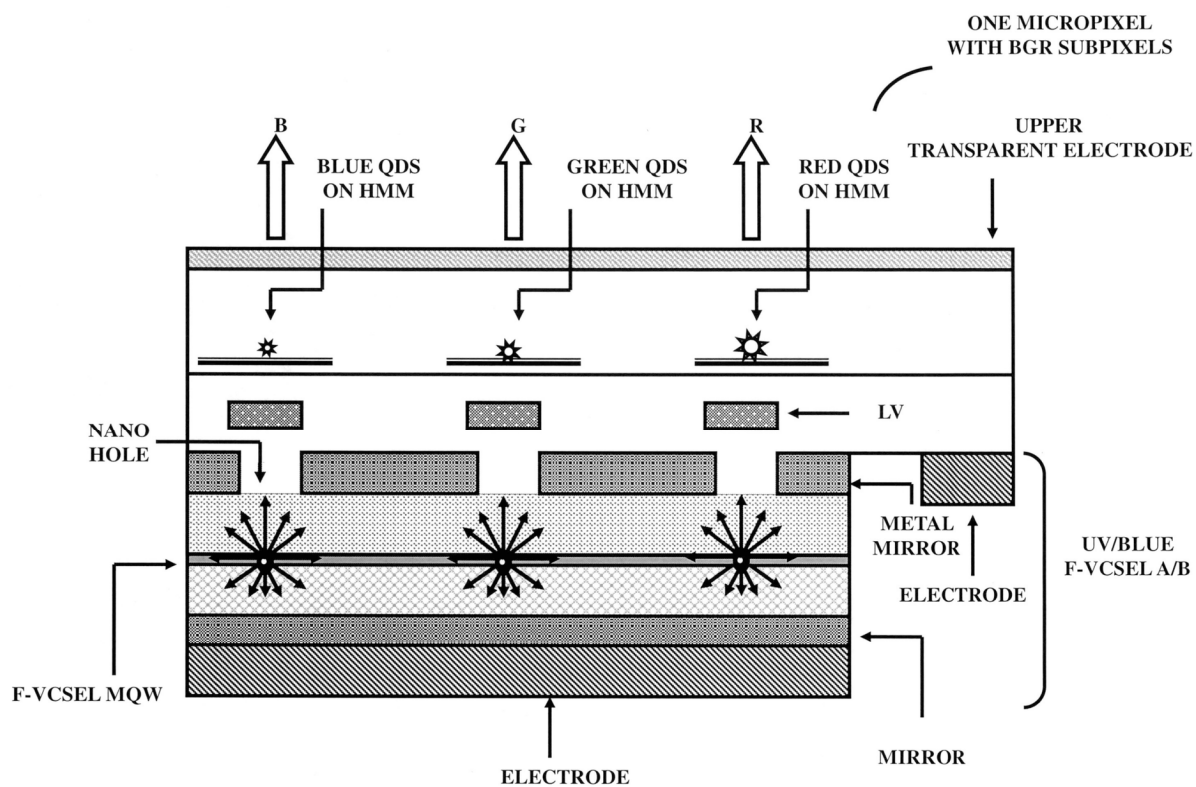 ONE MICROPIXEL
WITH BGR SUBPIXELS
B
G
R
UPPER
TRANSPARENT ELECTRODE
BLUE QDS
ON HMM
GREEN QDS
ON HMM
RED QDS
ON HMM
LV
NANO
HOLE
METAL
MIRROR
ELECTRODE
UV/BLUE
F-VCSEL A/B
F-VCSEL MQW
MIRROR
ELECTRODE